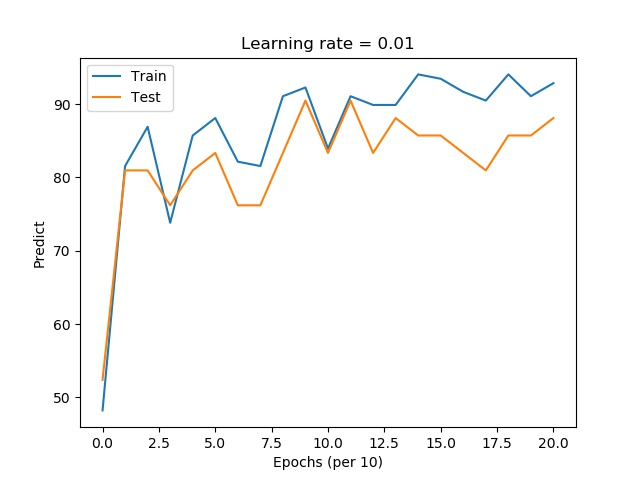 Learning rate = 0.01
Train
Test
90
80
70
60
50
Predict
0.0 2.5 5.0 7.5 10.0 12.5 15.0 17.5 20.0
Epochs (per 10)